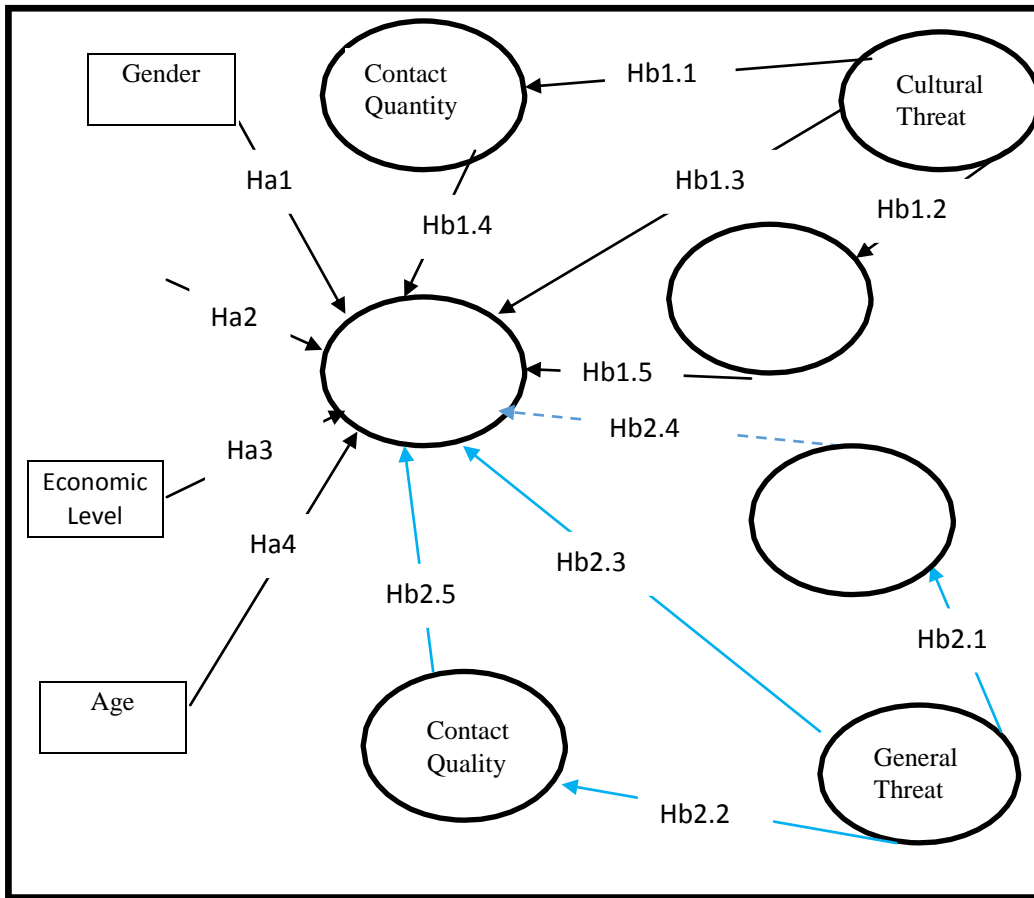 Gender
Contact
Quantity
Hb1.1
Cultural
Threat
Ha1
Hb1.3
Hb1.2
Hb1.4
Ha2
Hb1.5
Hb2.4
Ha3
Economic
Level
Ha4
Hb2.3
Hb2.5
Hb2.1
Age
Contact
Quality
General
Threat
Hb2.2